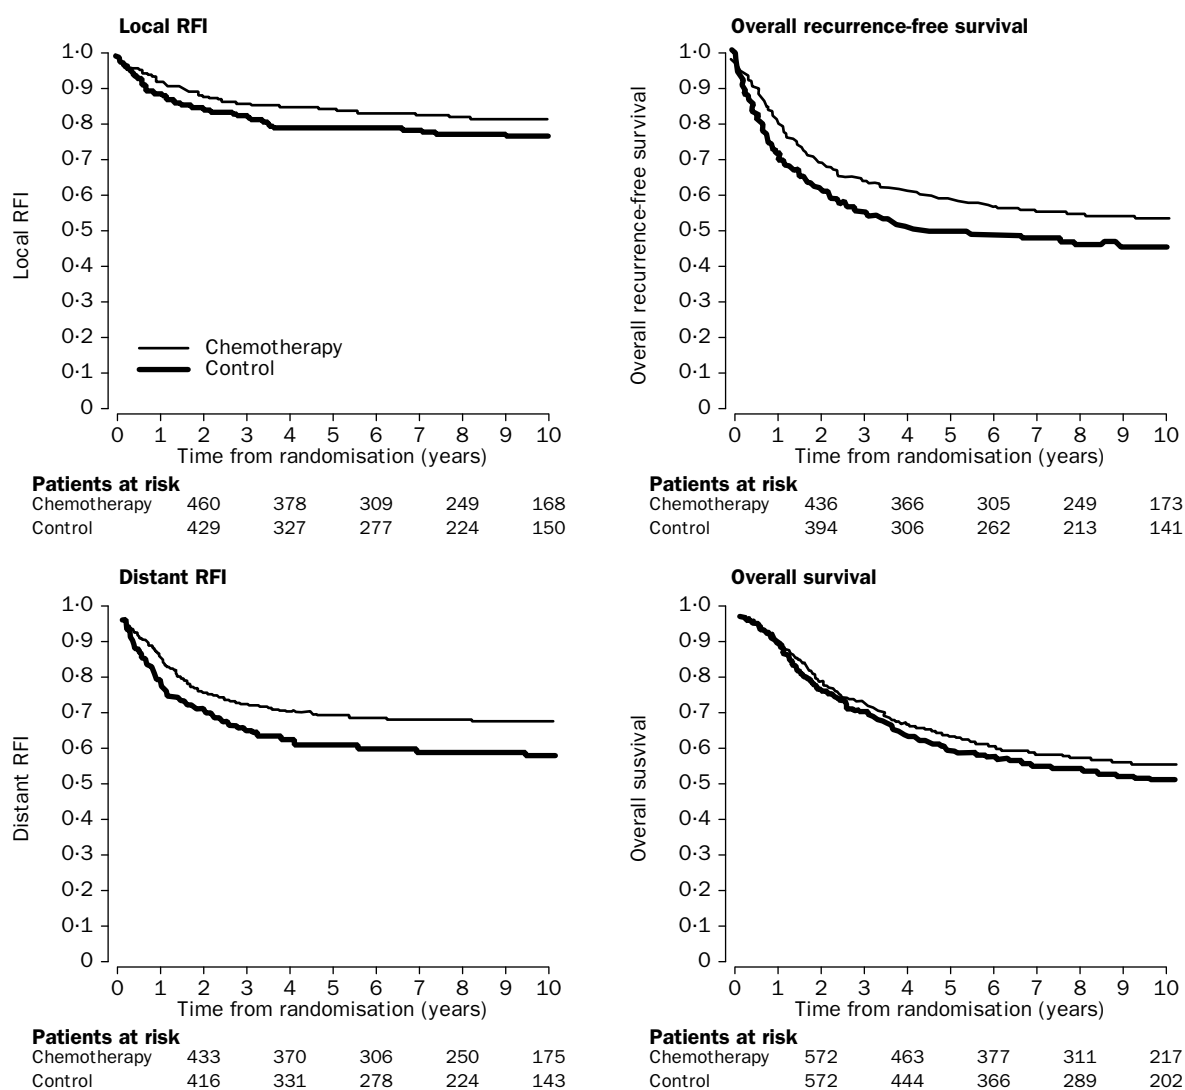 Local RFI
1·0
0·9
0·8
0·7
0·6
0·5
0·4
0·3
0·2
0·1
0
Local RFI
Chemotherapy
Control
0 1 2 3 4 5 6 7 8 9 10
Time from randomisation (years)
Patients at risk
Chemotherapy 460 378 309 249 168
Control 429 327 277 224 150
Overall recurrence-free survival
1·0
0·9
0·8
0·7
0·6
0·5
0·4
0·3
0·2
0·1
0
Overall recurrence-free survival
0 1 2 3 4 5 6 7 8 9 10
Time from randomisation (years)
Patients at risk
Chemotherapy 436 366 305 249 173
Control 394 306 262 213 141
Distant RFI
1·0
0·9
0·8
0·7
0·6
0·5
0·4
0·3
0·2
0·1
0
Distant RFI
0 1 2 3 4 5 6 7 8 9 10
Time from randomisation (years)
Patients at risk
Chemotherapy 433 370 306 250 175
Control 416 331 278 224 143
Overall survival
1·0
0·9
0·8
0·7
0·6
0·5
0·4
0·3
0·2
0·1
0
Overall susvival
0 1 2 3 4 5 6 7 8 9 10
Time from randomisation (years)
Patients at risk
Chemotherapy 572 463 377 311 217
Control 572 444 366 289 202